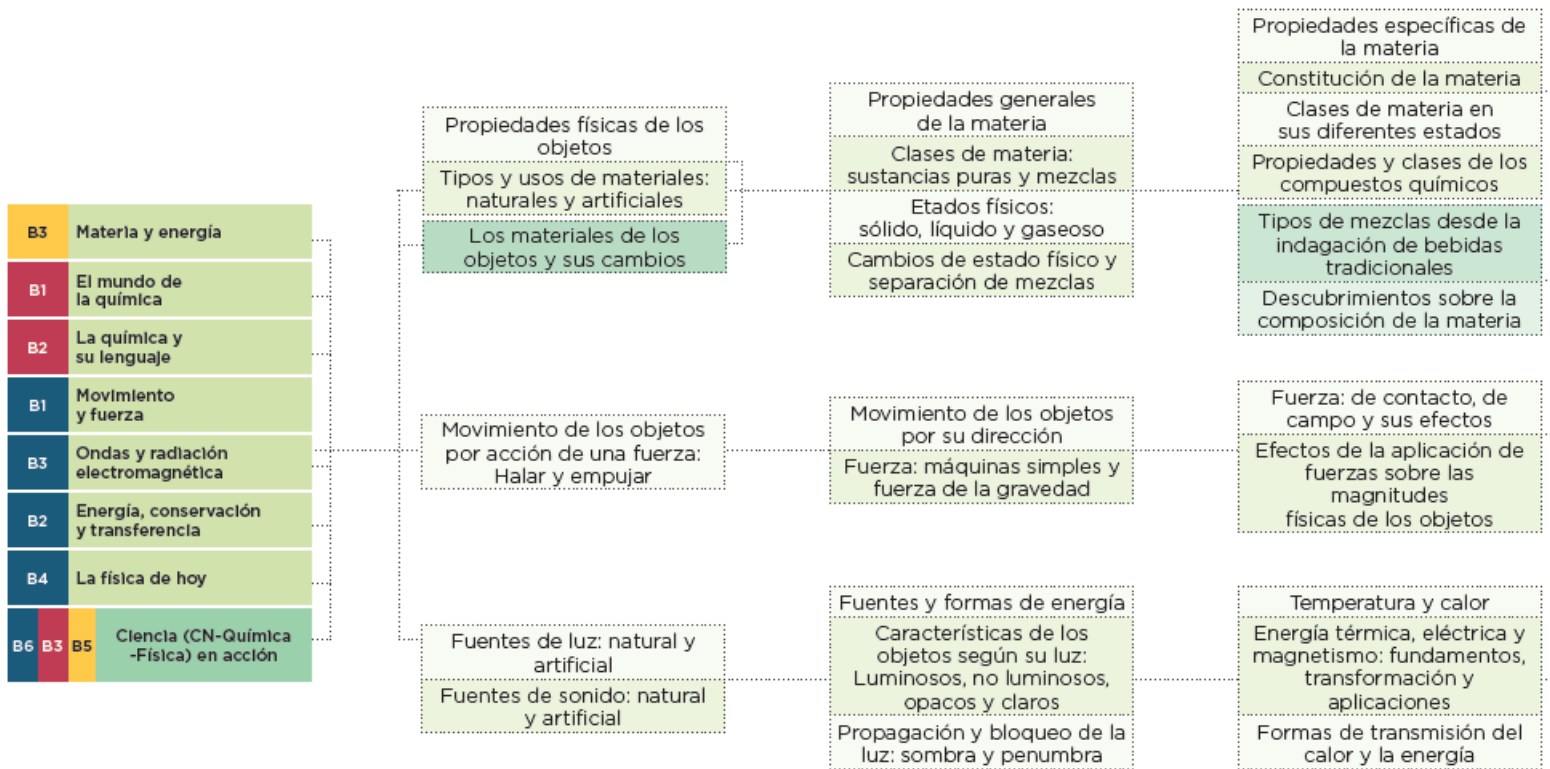 B3 Materia y energía
B1 El mundo de
la química
B2 La química y
su lenguaje
B1 Movimiento
y fuerza
B3 Ondas y radiación
electromagnética
B2 Energía, conservación
y transferencia
B4 La física de hoy
B6 B3 B5 Ciencia (CN-Química
-Física) en acción
Propiedades físicas de los
objetos
Tipos y usos de materiales:
naturales y artificiales
Los materiales de los
objetos y sus cambios
Movimiento de los objetos
por acción de una fuerza:
Halar y empujar
Fuentes de luz: natural y
artificial
Fuentes de sonido: natural
y artificial
Propiedades generales
de la materia
Clases de materia:
sustancias puras y mezclas
Etados físicos:
sólido, líquido y gaseoso
Cambios de estado físico y
separación de mezclas
Movimiento de los objetos
por su dirección
Fuerza: máquinas simples y
fuerza de la gravedad
Fuentes y formas de energía
Características de los
objetos según su luz:
Luminosos, no luminosos,
opacos y claros
Propagación y bloqueo de la
luz: sombra y penumbra
Propiedades específicas de
la materia
Constitución de la materia
Clases de materia en
sus diferentes estados
Propiedades y clases de los
compuestos químicos
Tipos de mezclas desde la
indagación de bebidas
tradicionales
Descubrimientos sobre la
composición de la materia
Fuerza: de contacto, de
campo y sus efectos
Efectos de la aplicación de
fuerzas sobre las
magnitudes
físicas de los objetos
Temperatura y calor
Energía térmica, eléctrica y
magnetismo: fundamentos,
transformación y
aplicaciones
Formas de transmisión del
calor y la energía